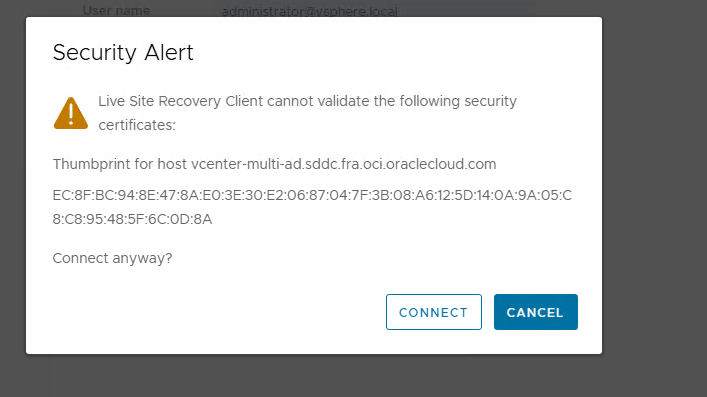 User name administrator@vsphere.local
Security Alert
Live Site Recovery Client cannot validate the following security
certificates:
Thumbprint for host vcenter-multi-ad.sddc.fra.oci.oraclecloud.com
EC:8F:BC:94:8E:47:8A:E0:3E:30:E2:06:87:04:7F:3B:08:A6:12:5D:14:0A:9A:05:C
8:C8:95:48:5F:6C:0D:8A
Connect anyway?
CONNECT CANCEL